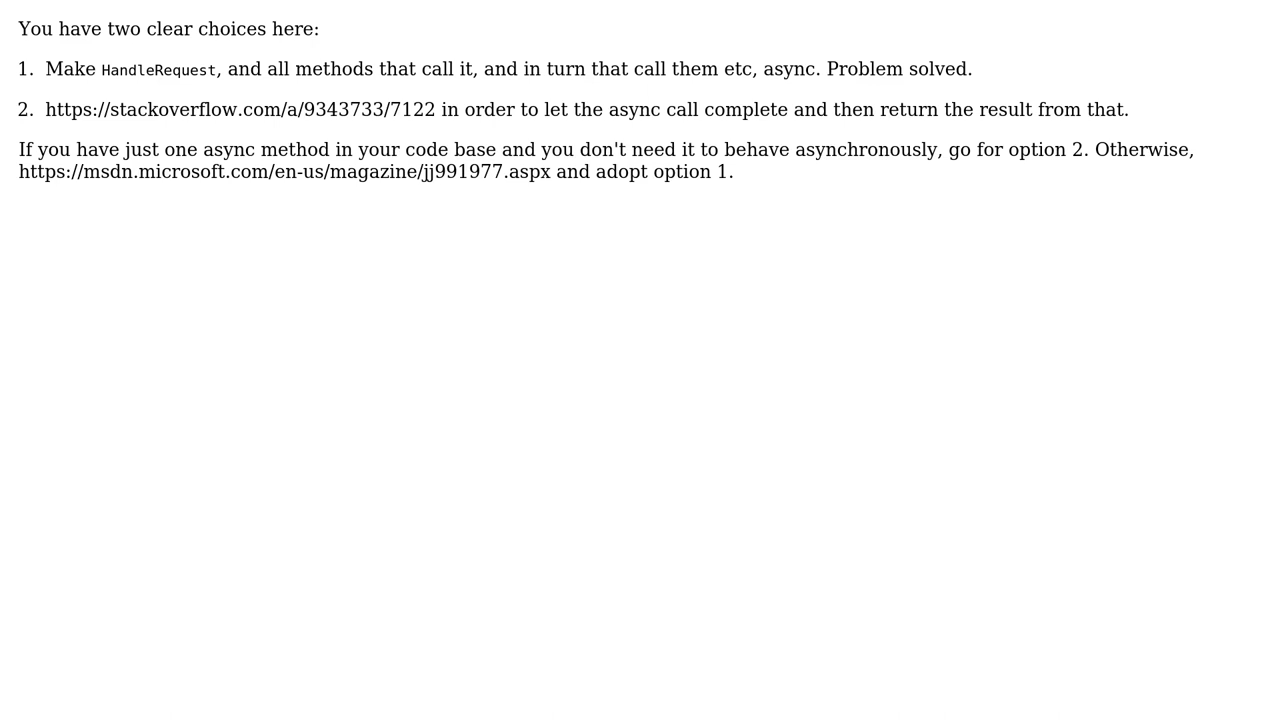 You have two clear choices here:
1. Make HandleRequest, and all methods that call it, and in turn that call them etc, async. Problem solved.
2. https://stackoverflow.com/a/9343733/7122 in order to let the async call complete and then return the result from that.
If you have just one async method in your code base and you don't need it to behave asynchronously, go for option 2. Otherwise,
https://msdn.microsoft.com/en-us/magazine/jj991977.aspx and adopt option 1.